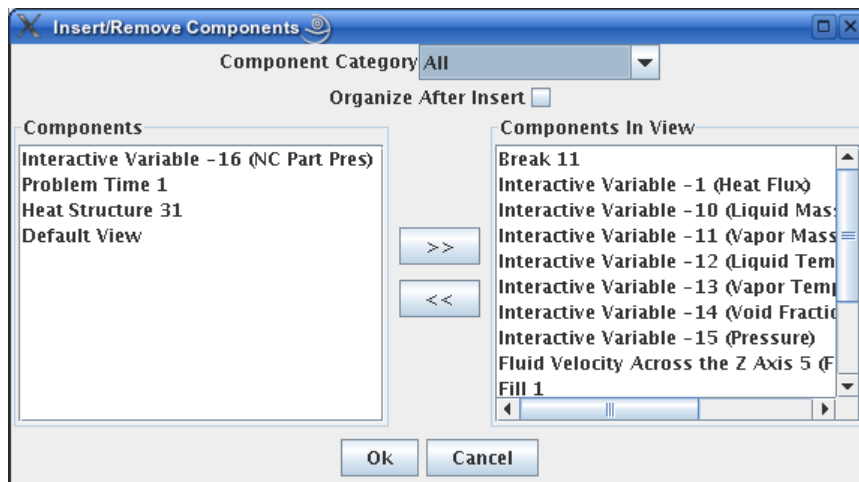 Insert/Remove Components
Component Category All
Organize After Insert
Components
Interactive Variable -16 (NC Part Pres)
Problem Time 1
Heat Structure 31
Default View
>>
<<
Components In View
Break 11
Interactive Variable -1 (Heat Flux)
Interactive Variable -10 (Liquid Mas
Interactive Variable -11 (Vapor Mass
Interactive Variable -12 (Liquid Tem
Interactive Variable -13 (Vapor Temp
Interactive Variable -14 (Void Fractio
Interactive Variable -15 (Pressure)
Fluid Velocity Across the Z Axis 5 (F
Fill 1
Ok
Cancel